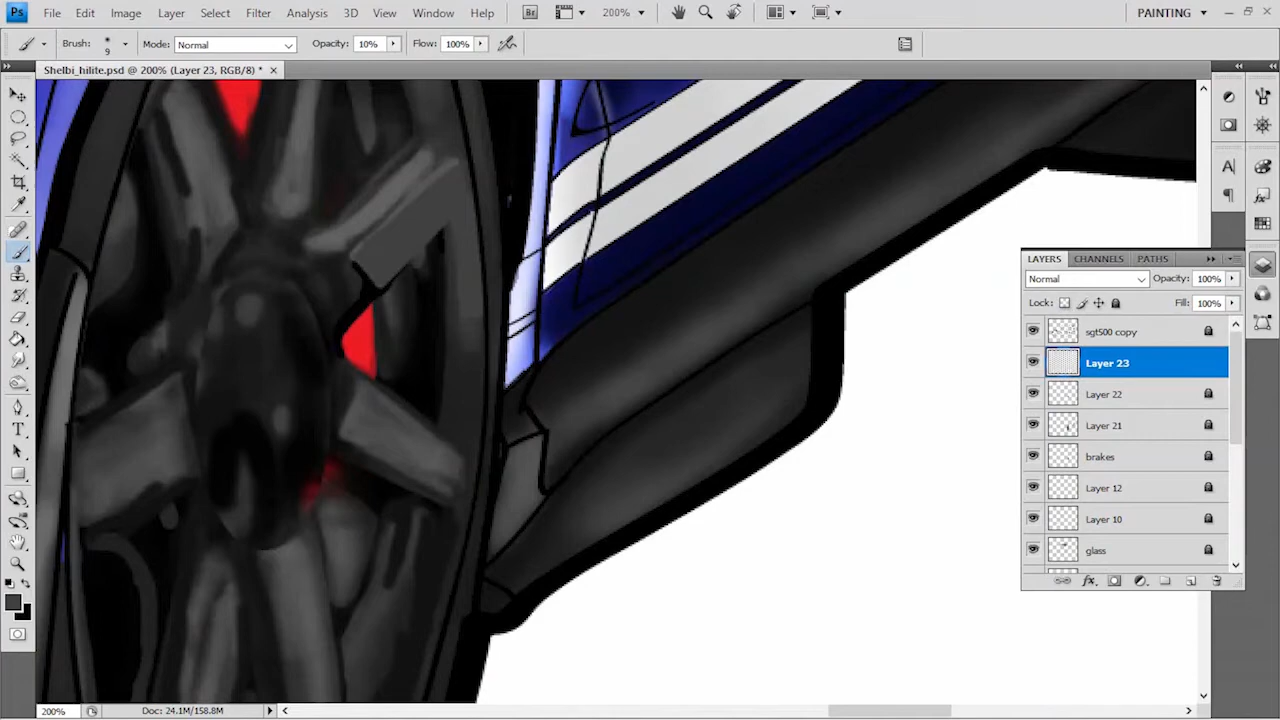 Ps File Edit Image Layer Select Filter Analysis 3D View Window Help Br 200% PAINTING
Brush: 9 Mode: Normal Opacity: 10% Flow: 100%
Shelbi_hilite.psd @ 200% (Layer 23, RGB/8) *
LAYERS CHANNELS PATHS
Normal Opacity: 100%
Lock: Fill: 100%
sgt500 copy
Layer 23
Layer 22
Layer 21
brakes
Layer 12
Layer 10
glass
200% Doc: 24.1M/158.8M